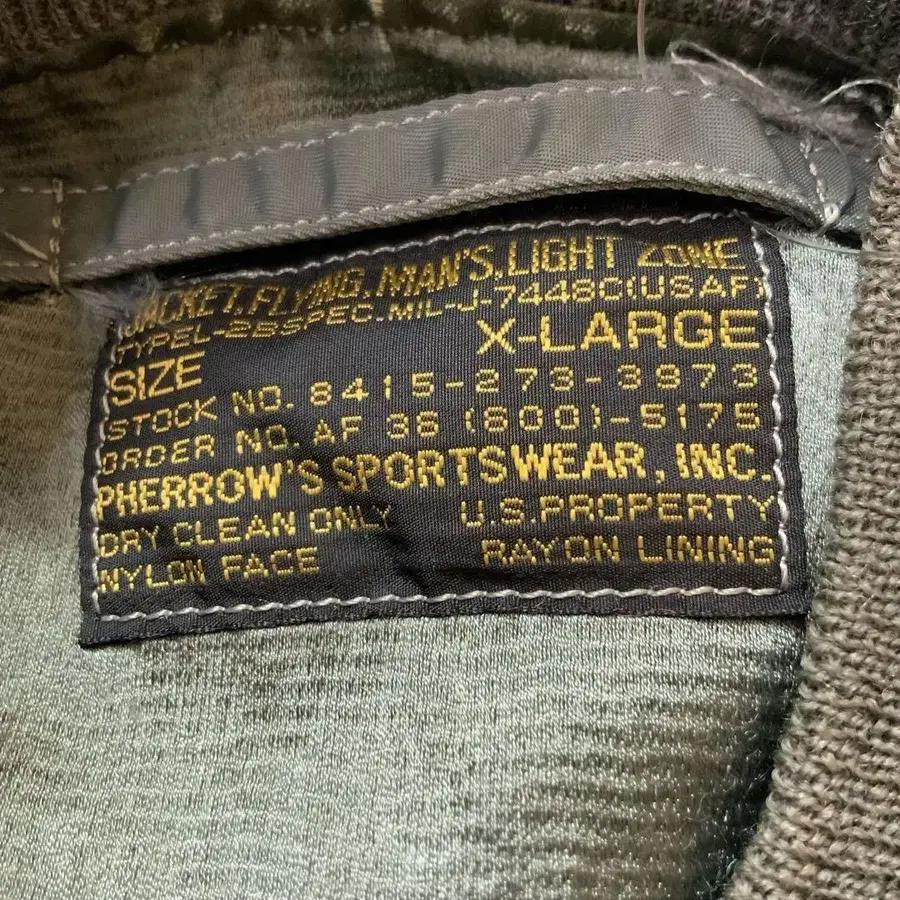 JACKET,FLYING,MAN'S,LIGHT ZONE
TYPE L-2B SPEC.MIL-J-7448C(USAF)
SIZE X-LARGE
STOCK NO. 8415-273-3973
ORDER NO. AF 38 (600)-5175
PHERROW'S SPORTSWEAR, INC.
DRY CLEAN ONLY U.S.PROPERTY
NYLON FACE RAYON LINING